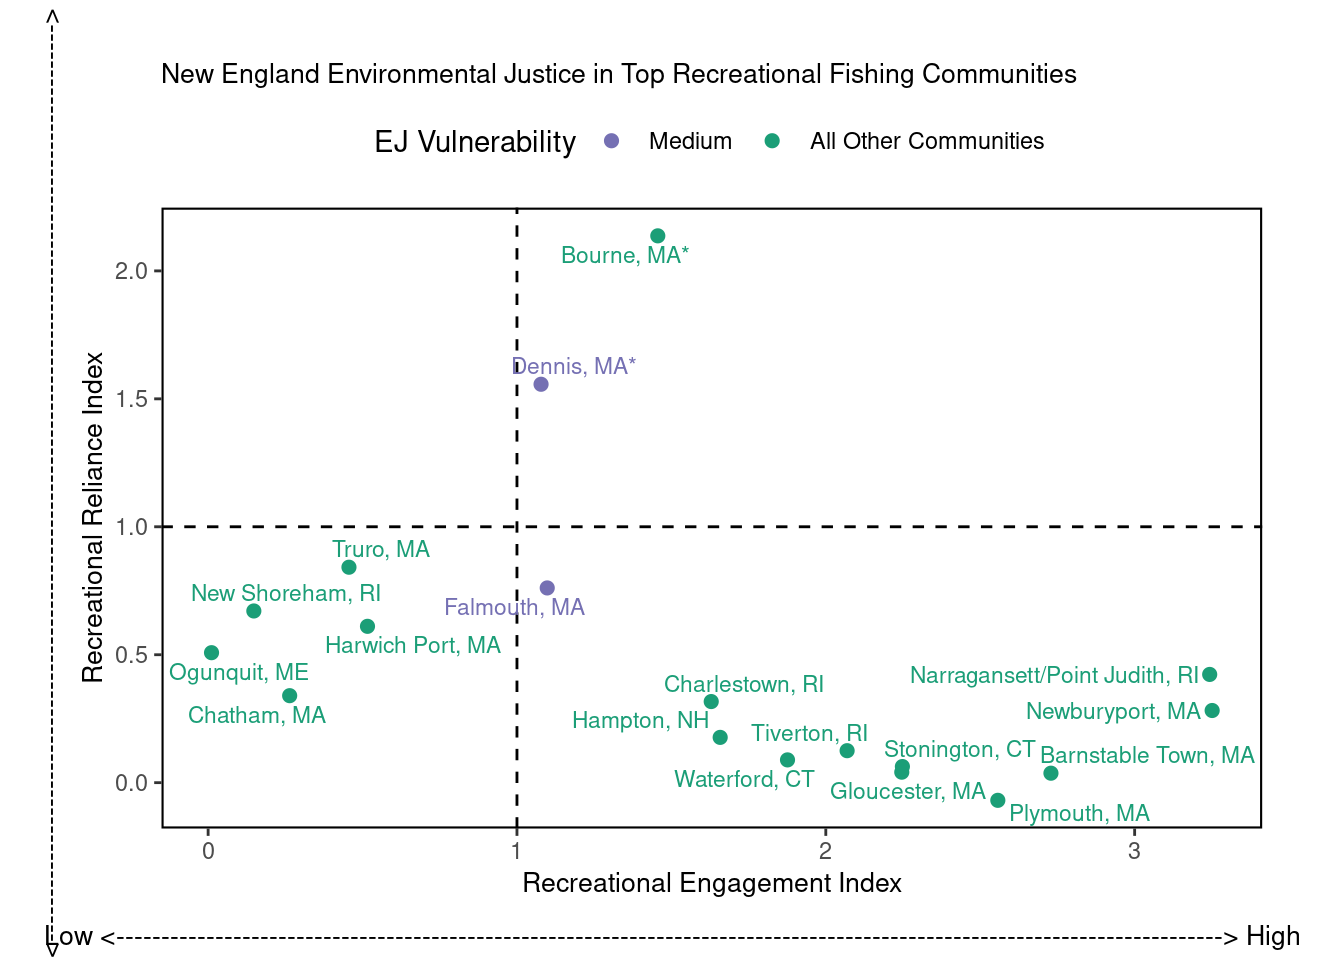 New England Environmental Justice in Top Recreational Fishing Communities
EJ Vulnerability Medium All Other Communities
Bourne, MA*
2.0
Dennis, MA*
1.5
Recreational Reliance Index
1.0
Truro, MA
New Shoreham, RI
Falmouth, MA
Harwich Port, MA
0.5
Ogunquit, ME
Narragansett/Point Judith, RI
Charlestown, RI
Chatham, MA
Newburyport, MA
Hampton, NH
Tiverton, RI
Stonington, CT
Barnstable Town, MA
Waterford, CT
0.0
Gloucester, MA
Plymouth, MA
0 1 2 3
Recreational Engagement Index
Low <----------> High